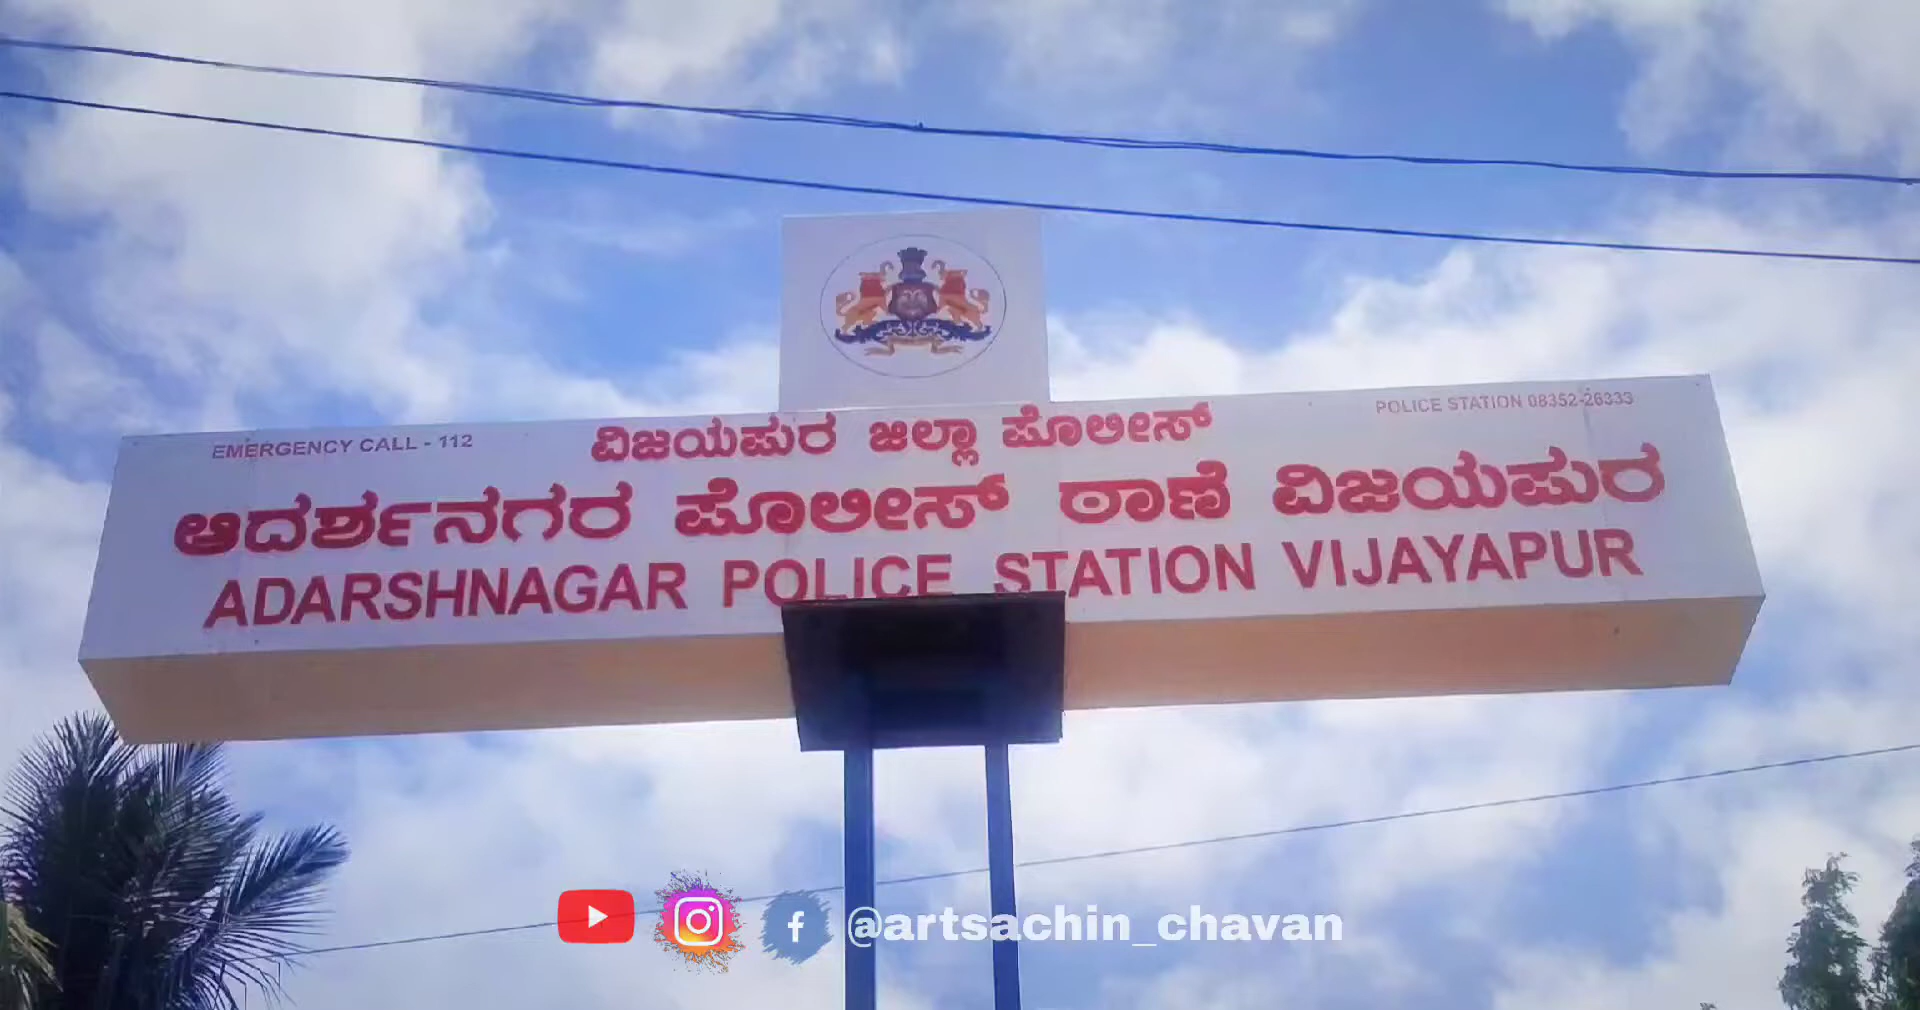 EMERGENCY CALL - 112
ವಿಜಯಪುರ ಜಿಲ್ಲಾ ಪೊಲೀಸ್
POLICE STATION 08352-26333
ಆದರ್ಶನಗರ ಪೊಲೀಸ್ ಠಾಣೆ ವಿಜಯಪುರ
ADARSHNAGAR POLICE STATION VIJAYAPUR
@artsachin_chavan